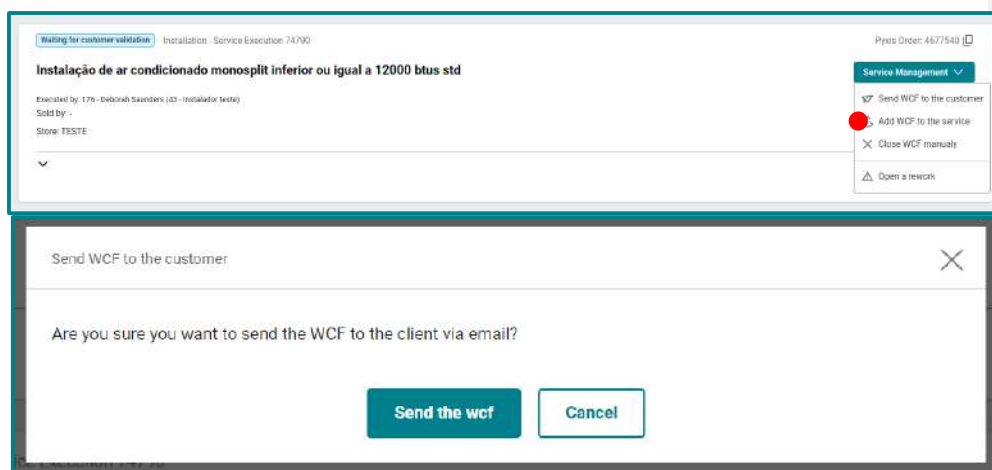 Waiting for customer validation Installation - Service Execution 74790
Pyxis Order: 4677540
Instalação de ar condicionado monosplit inferior ou igual a 12000 btus std
Service Management
Executed by: 176 - Deborah Saunders (43 - Instalador teste)
Sold by: -
Store: TESTE
Send WCF to the customer
Add WCF to the service
Close WCF manualy
Open a rework
Send WCF to the customer
Are you sure you want to send the WCF to the client via email?
Send the wcf
Cancel